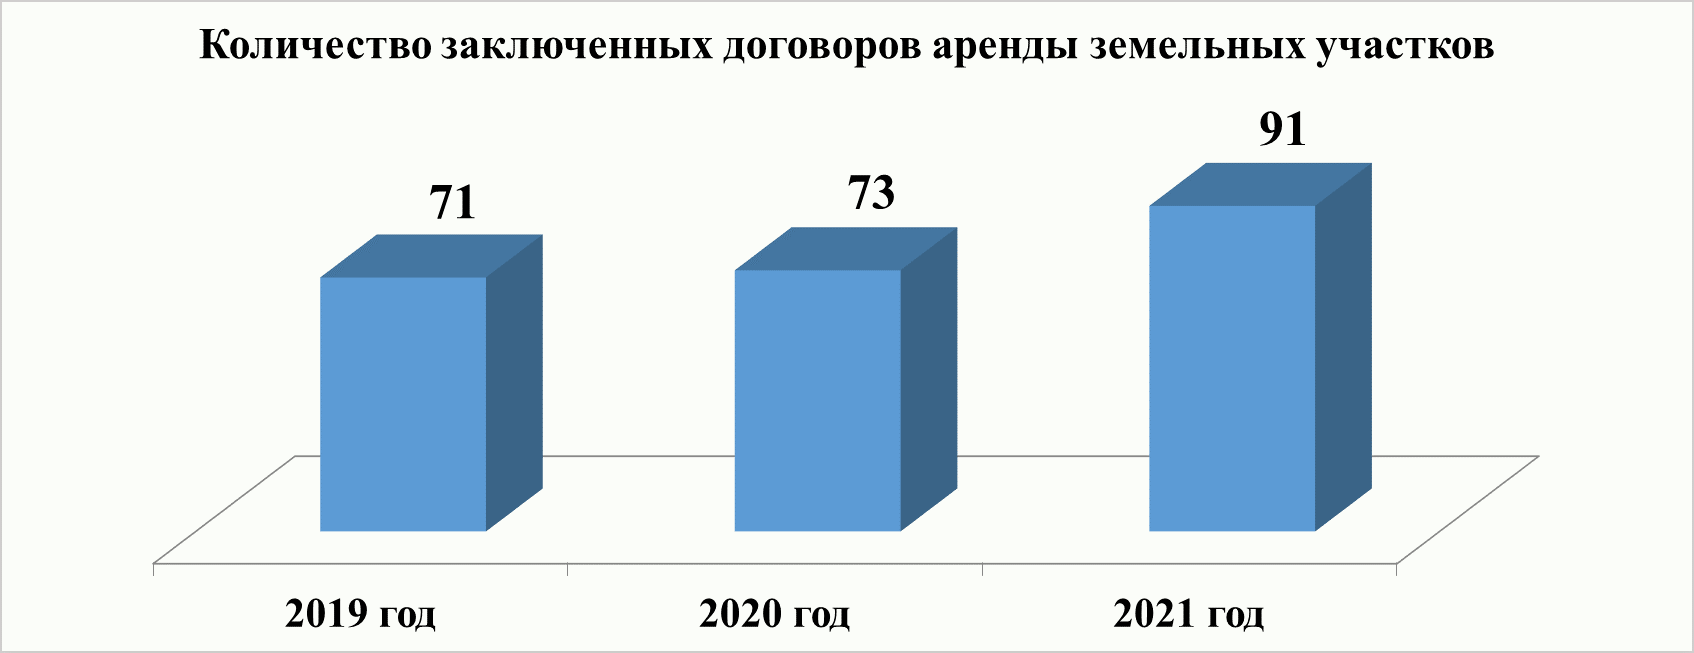 Количество заключенных договоров аренды земельных участков
71
73
91
2019 год
2020 год
2021 год